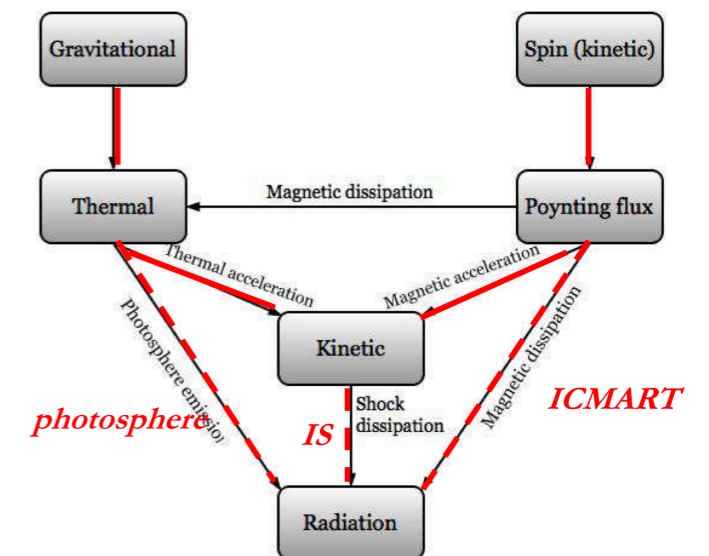 Gravitational
Spin (kinetic)
Thermal
Magnetic dissipation
Poynting flux
Thermal acceleration
Magnetic acceleration
Photosphere emission
Kinetic
Magnetic dissipation
photosphere
IS
Shock
dissipation
ICMART
Radiation